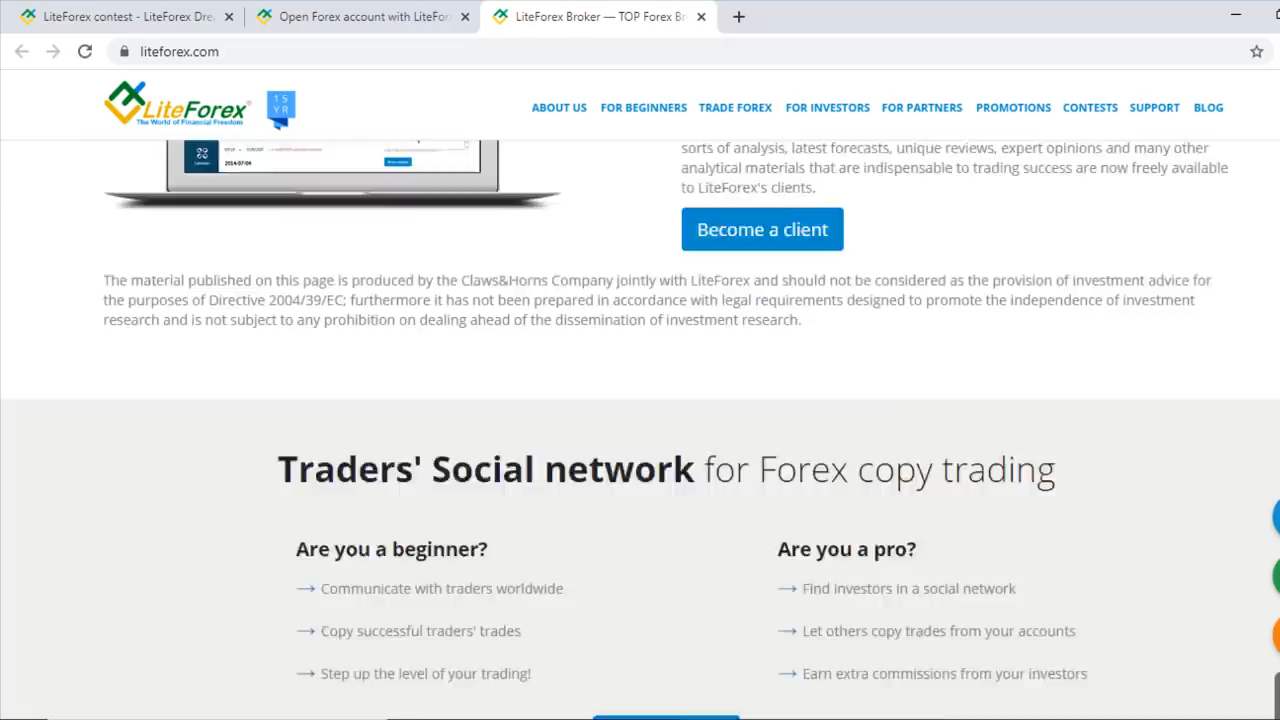 LiteForex contest - LiteForex Dre
Open Forex account with LiteFor
LiteForex Broker — TOP Forex Br
liteforex.com
LiteForex
The World of Financial Freedom
15
YR
ABOUT US FOR BEGINNERS TRADE FOREX FOR INVESTORS FOR PARTNERS PROMOTIONS CONTESTS SUPPORT BLOG
2014-07-04
sorts of analysis, latest forecasts, unique reviews, expert opinions and many other
analytical materials that are indispensable to trading success are now freely available
to LiteForex's clients.
Become a client
The material published on this page is produced by the Claws&Horns Company jointly with LiteForex and should not be considered as the provision of investment advice for
the purposes of Directive 2004/39/EC; furthermore it has not been prepared in accordance with legal requirements designed to promote the independence of investment
research and is not subject to any prohibition on dealing ahead of the dissemination of investment research.
Traders' Social network for Forex copy trading
Are you a beginner?
Communicate with traders worldwide
Copy successful traders' trades
Step up the level of your trading!
Are you a pro?
Find investors in a social network
Let others copy trades from your accounts
Earn extra commissions from your investors